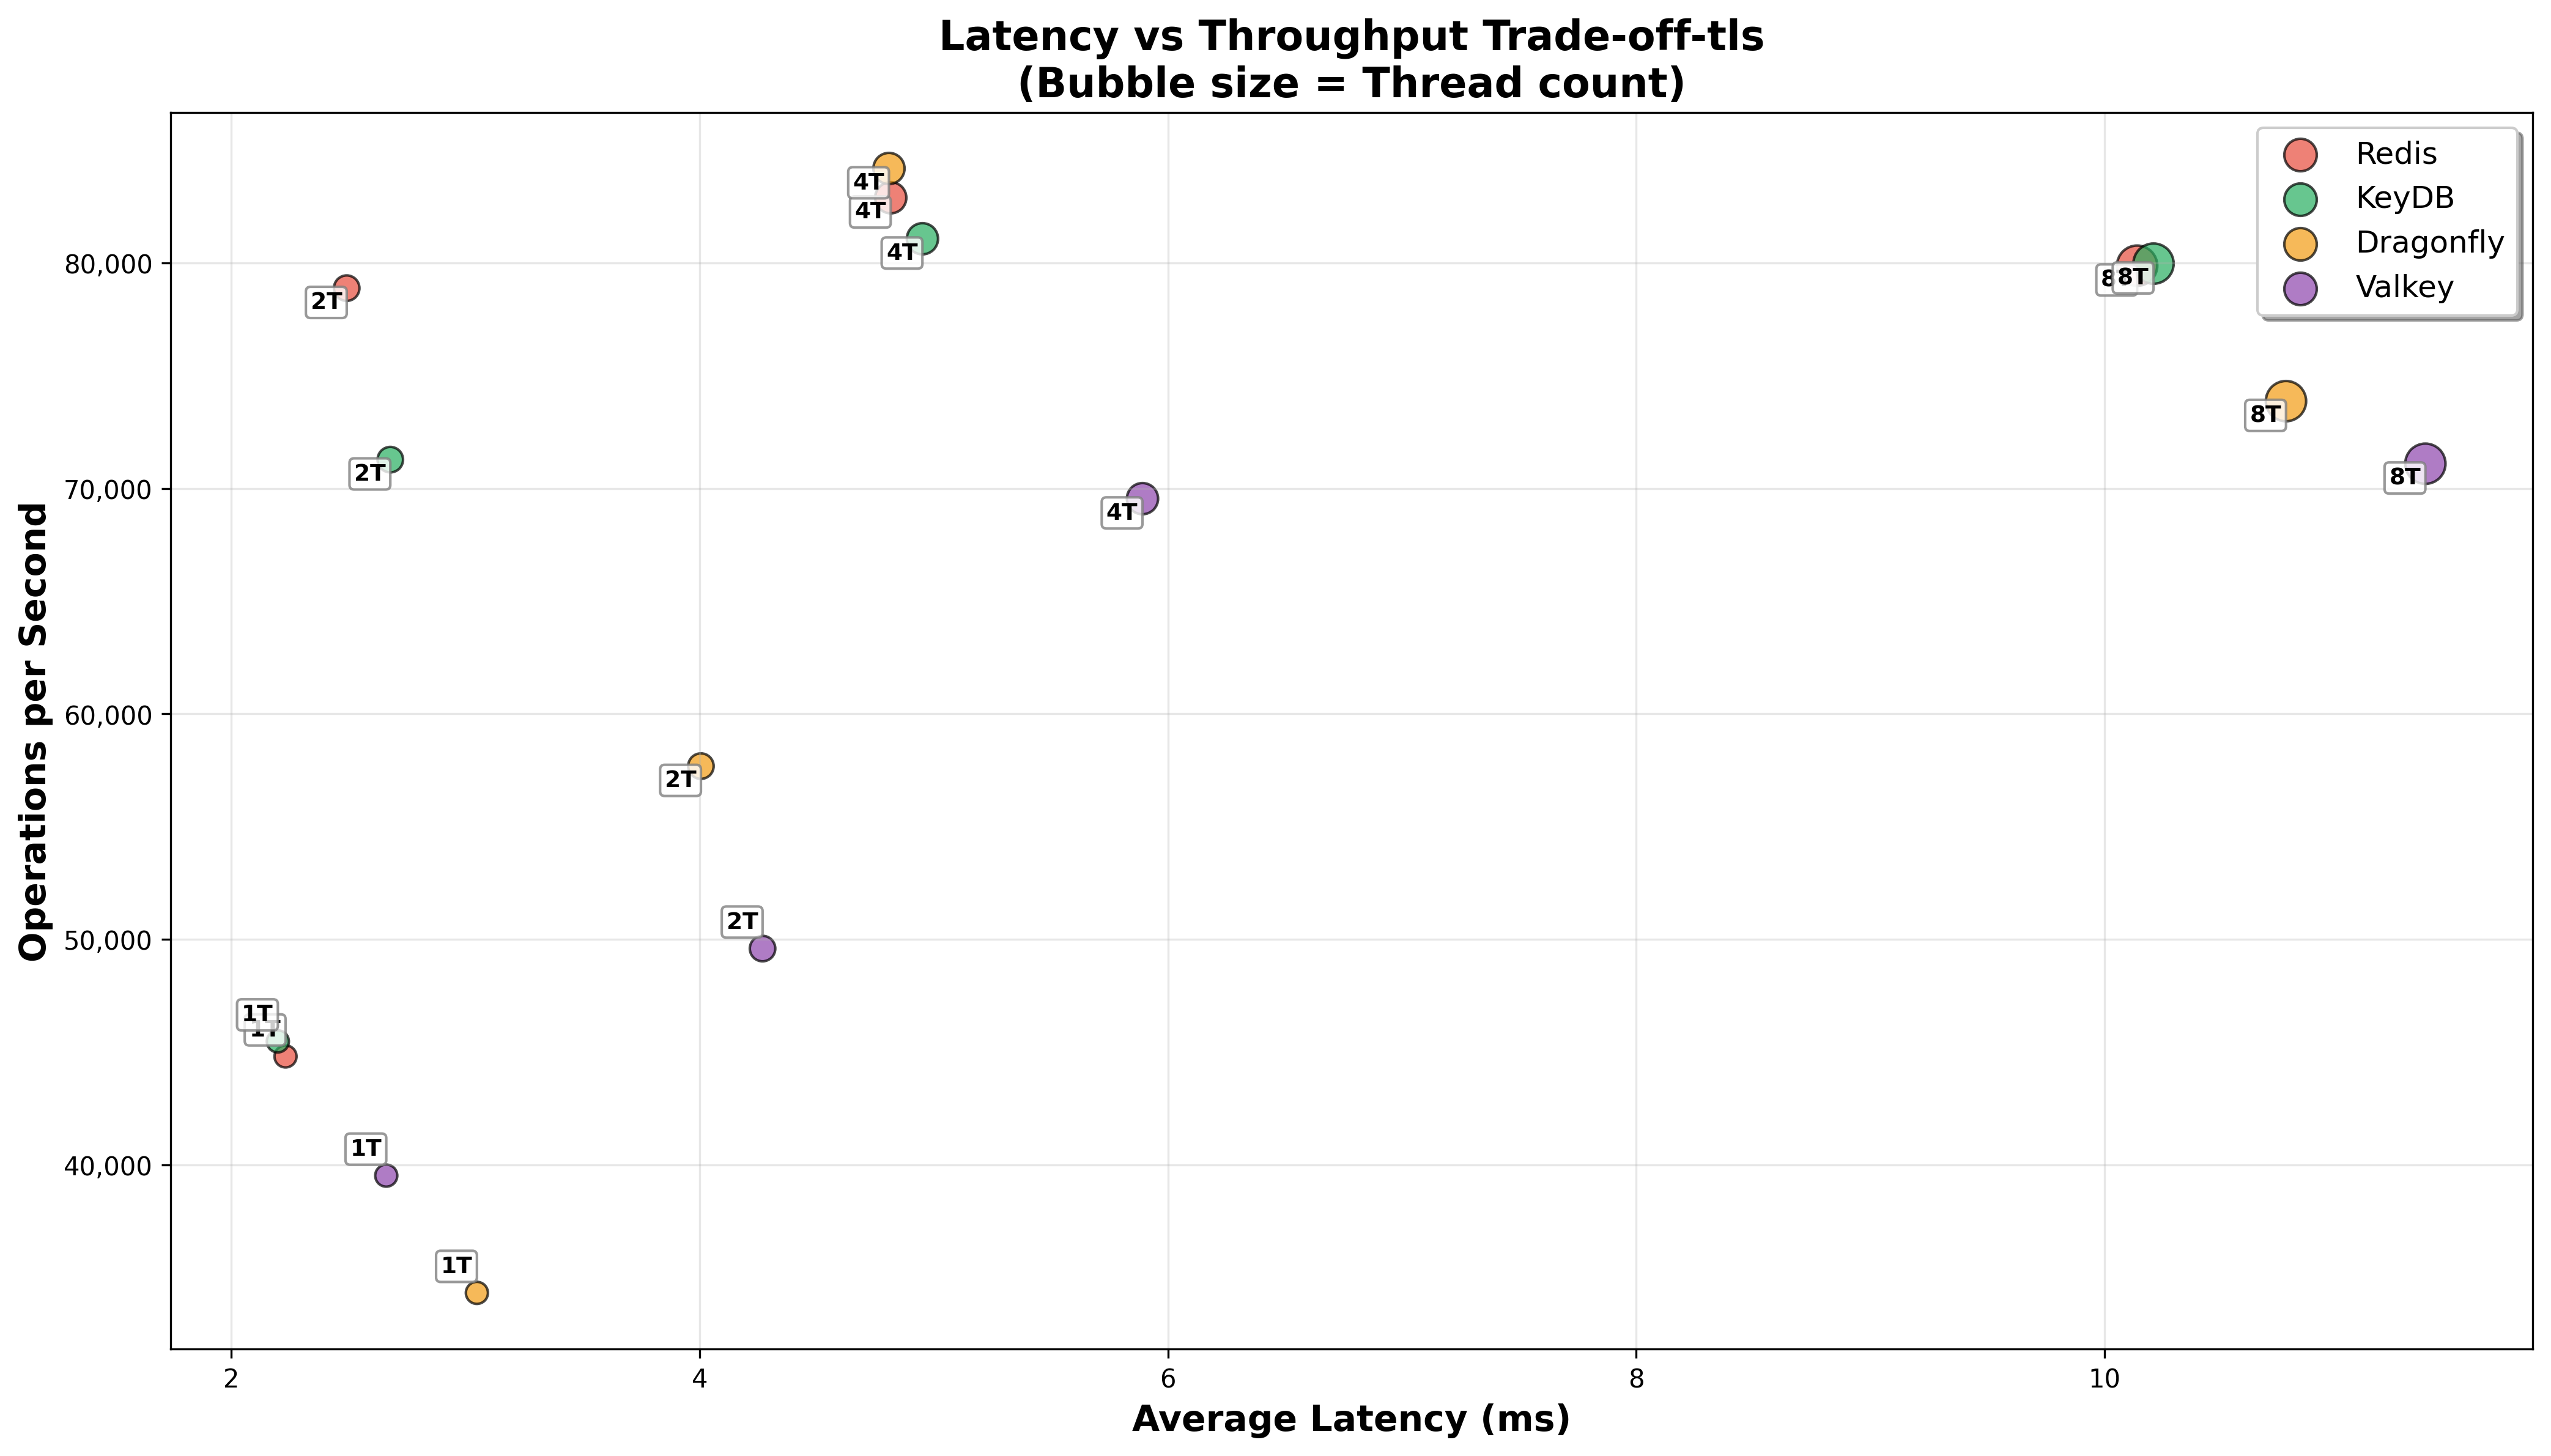 Latency vs Throughput Trade-off-tls
(Bubble size = Thread count)
Redis
KeyDB
Dragonfly
Valkey
4T
4T
4T
8T
2T
8T
2T
8T
4T
2T
2T
1T
1T
1T
1T
80,000
70,000
60,000
50,000
40,000
Operations per Second
2
4
6
8
10
Average Latency (ms)